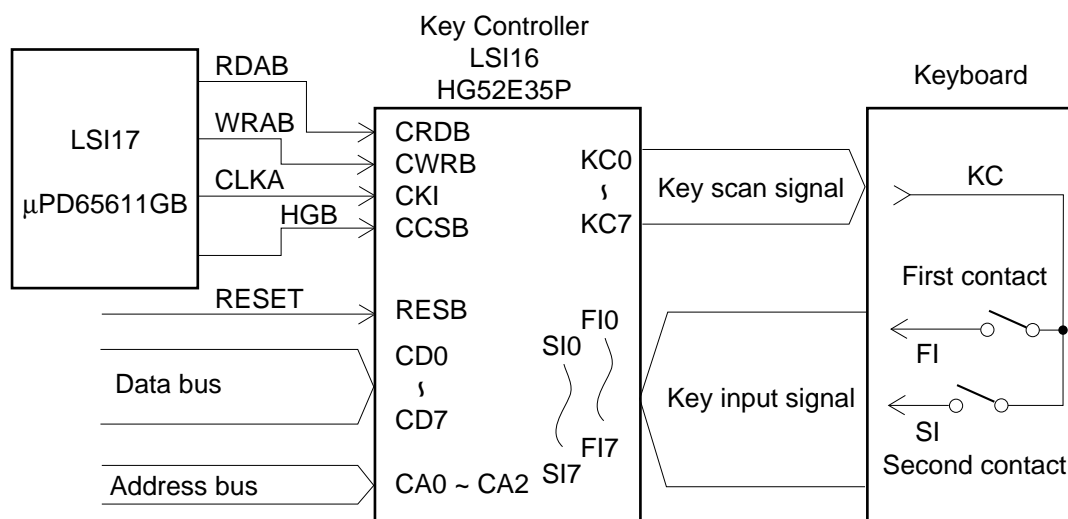 Key Controller
LSI16
HG52E35P
Keyboard
LSI17
µPD65611GB
RDAB
WRAB
CLKA
HGB
CRDB
CWRB
CKI
CCSB
KC0
~
KC7
Key scan signal
KC
First contact
RESET
RESB
FI0
SI0
FI
Data bus
CD0
~
CD7
Key input signal
FI7
SI7
SI
Second contact
Address bus
CA0 ~ CA2